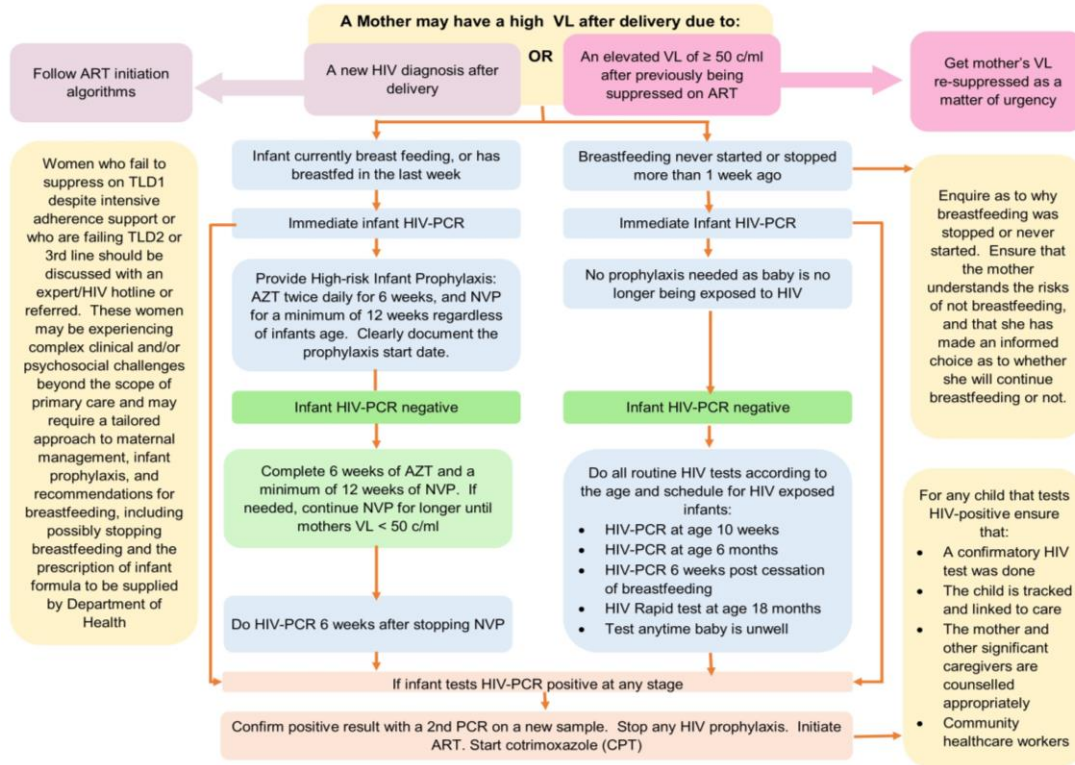 A Mother may have a high VL after delivery due to:
Follow ART initiation
algorithms
A new HIV diagnosis after
delivery
OR
An elevated VL of ≥ 50 c/ml
after previously being
suppressed on ART
Get mother's VL
re-suppressed as a
matter of urgency
Women who fail to
suppress on TLD1
despite intensive
adherence support or
who are failing TLD2 or
3rd line should be
discussed with an
expert/HIV hotline or
referred. These women
may be experiencing
complex clinical and/or
psychosocial challenges
beyond the scope of
primary care and may
require a tailored
approach to maternal
management, infant
prophylaxis, and
recommendations for
breastfeeding, including
possibly stopping
breastfeeding and the
prescription of infant
formula to be supplied
by Department of
Health
Infant currently breast feeding, or has
breastfed in the last week
Immediate infant HIV-PCR
Provide High-risk Infant Prophylaxis:
AZT twice daily for 6 weeks, and NVP
for a minimum of 12 weeks regardless
of infants age. Clearly document the
prophylaxis start date.
Infant HIV-PCR negative
Complete 6 weeks of AZT and a
minimum of 12 weeks of NVP. If
needed, continue NVP for longer until
mothers VL < 50 c/ml
Do HIV-PCR 6 weeks after stopping NVP
Breastfeeding never started or stopped
more than 1 week ago
Immediate Infant HIV-PCR
No prophylaxis needed as baby is no
longer being exposed to HIV
Infant HIV-PCR negative.
Do all routine HIV tests according to
the age and schedule for HIV exposed
infants:
• HIV-PCR at age 10 weeks
• HIV-PCR at age 6 months
• HIV-PCR 6 weeks post cessation
of breastfeeding
• HIV Rapid test at age 18 months
• Test anytime baby is unwell
Enquire as to why
breastfeeding was
stopped or never
started. Ensure that
the mother
understands the risks
of not breastfeeding,
and that she has
made an informed
choice as to whether
she will continue
breastfeeding or not.
For any child that tests
HIV-positive ensure
that:
• A confirmatory HIV
test was done
• The child is tracked
and linked to care
• The mother and
other significant
caregivers are
counselled
appropriately
• Community
healthcare workers
If infant tests HIV-PCR positive at any stage
Confirm positive result with a 2nd PCR on a new sample. Stop any HIV prophylaxis. Initiate
ART. Start cotrimoxazole (CPT)